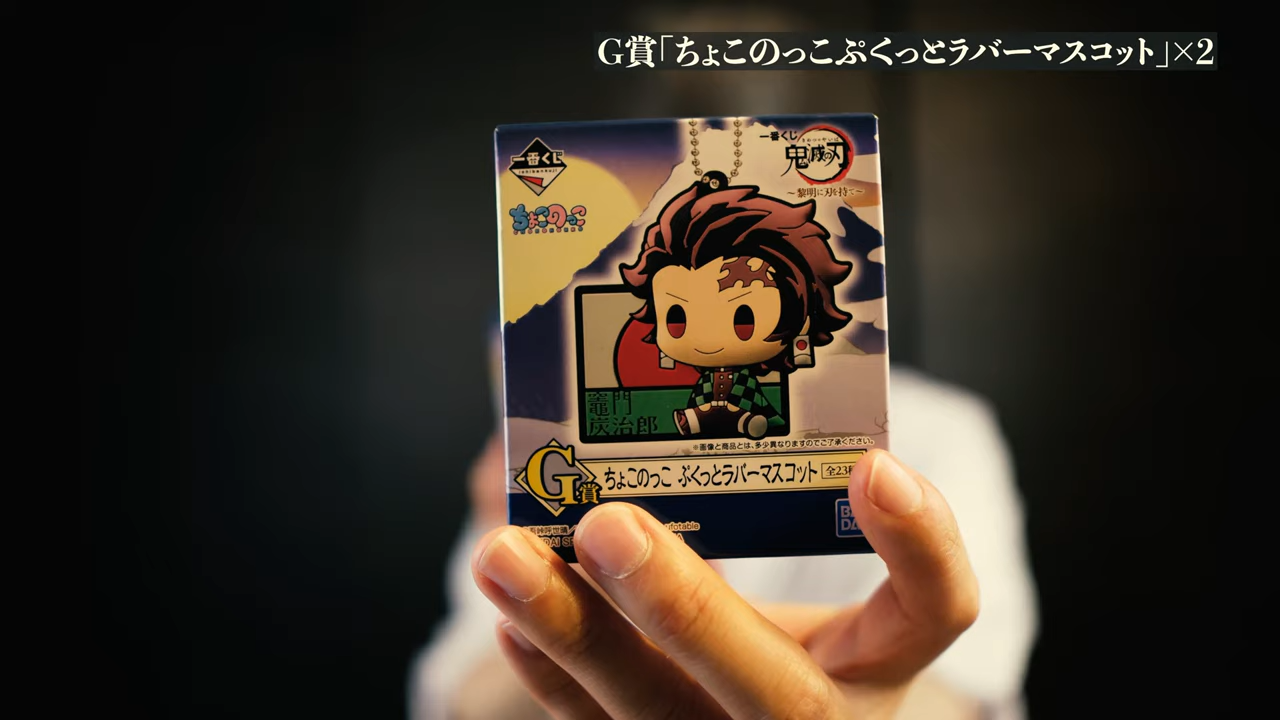 G賞「ちょこのっこぷくっとラバーマスコット」×2
一番くじ
ちょこのっこ
一番くじ
鬼滅の刃
～黎明に刃を持て～
竈門
炭治郎
※画像と商品とは、多少異なりますのでご了承ください。
G賞
ちょこのっこ ぷくっとラバーマスコット
全23